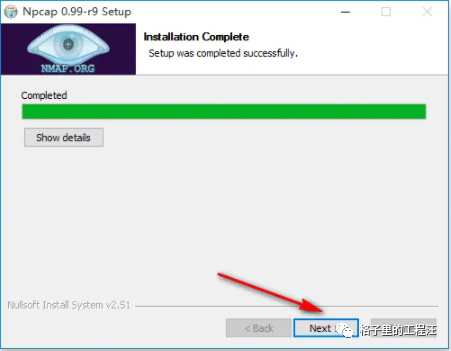 Npcap 0.99-r9 Setup
Installation Complete
Setup was completed successfully.
NMAP.ORG
Completed
Show details
Nullsoft Install System v2.51
< Back
Next
格子里的工程汪